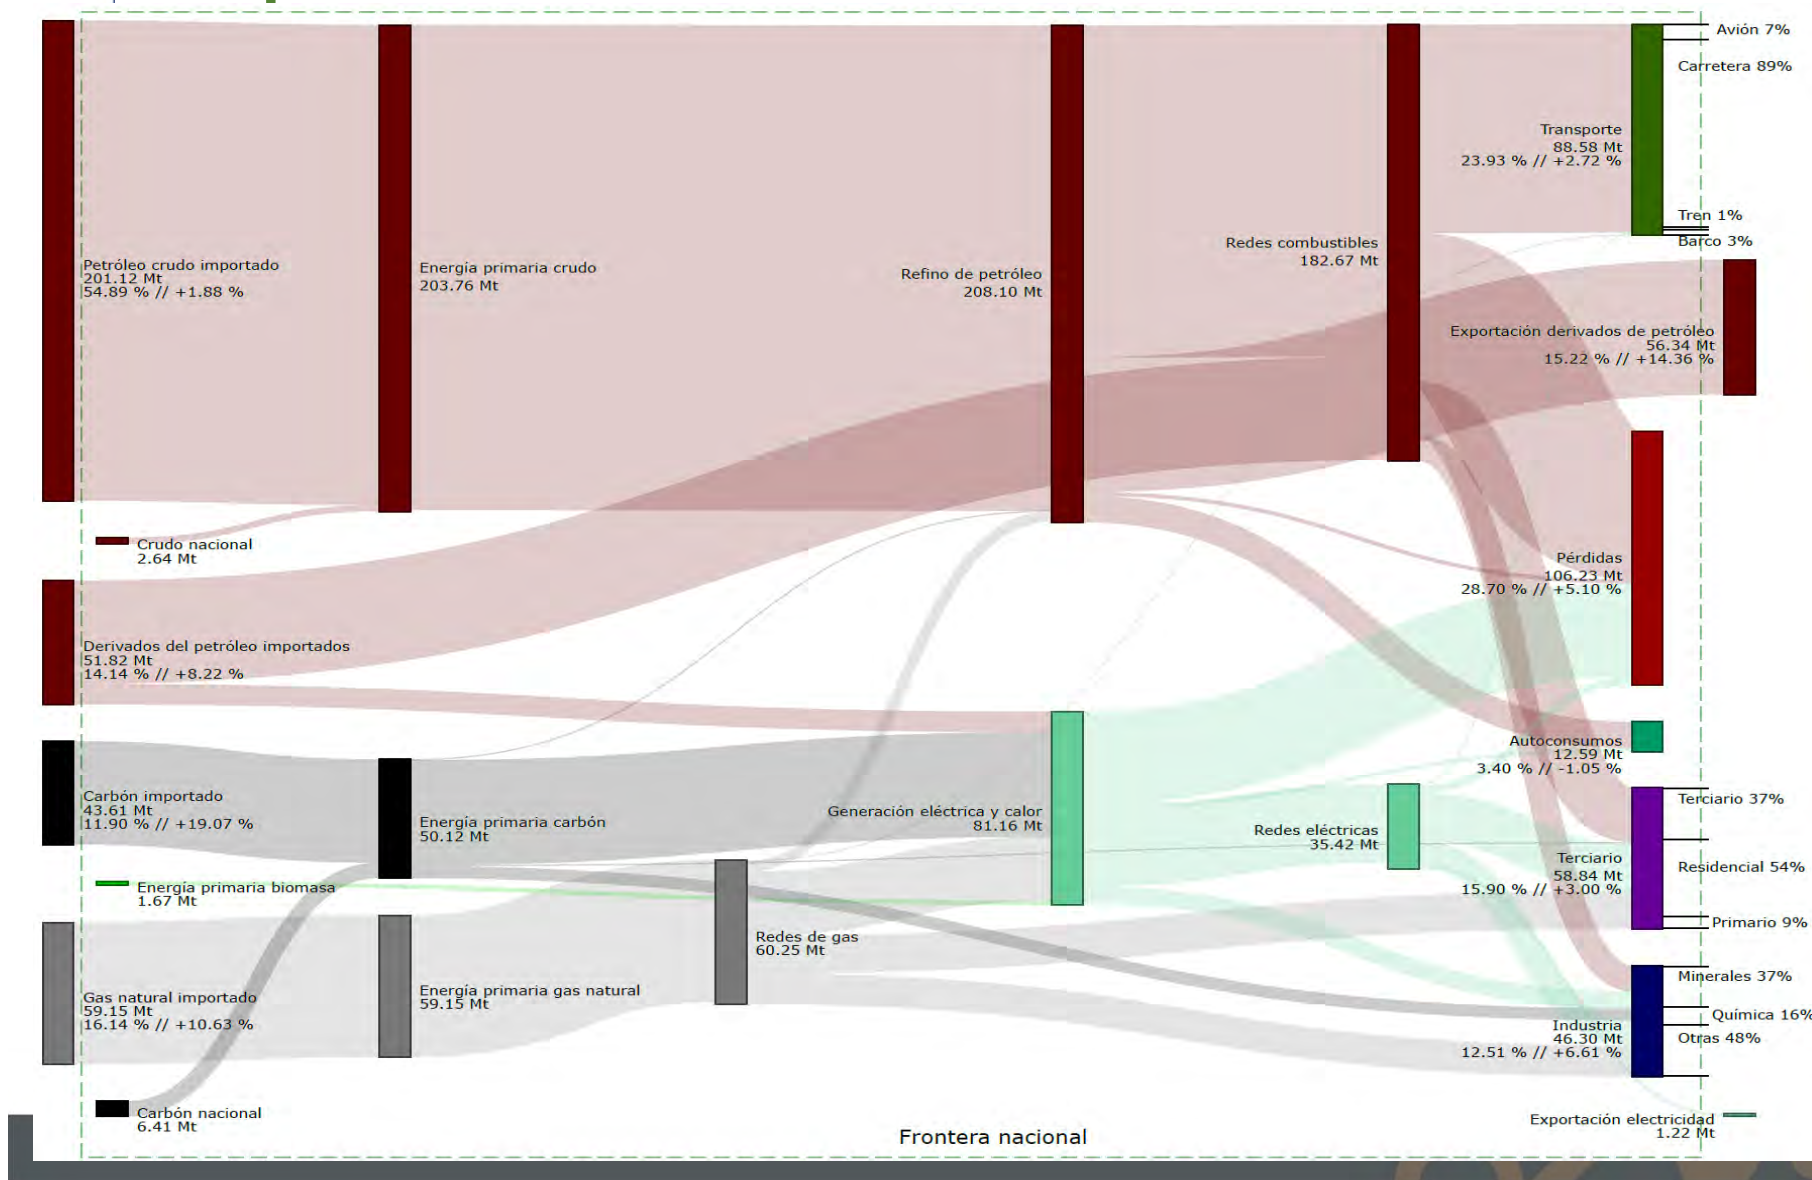 Avión 7%
Carretera 89%
Transporte
88.58 Mt
23.93 % // +2.72 %
Tren 1%
Barco 3%
Petróleo crudo importado
201.12 Mt
54.89 % // +1.88 %
Energía primaria crudo
203.76 Mt
Refino de petróleo
208.10 Mt
Redes combustibles
182.67 Mt
Exportación derivados de petróleo
56.34 Mt
15.22 % // +14.36 %
Crudo nacional
2.64 Mt
Pérdidas
106.23 Mt
28.70 % // +5.10 %
Derivados del petróleo importados
51.82 Mt
14.14 % // +8.22 %
Autoconsumos
12.59 Mt
3.40 % // -1.05 %
Carbón importado
43.61 Mt
11.90 % // +19.07 %
Energía primaria carbón
50.12 Mt
Generación eléctrica y calor
81.16 Mt
Redes eléctricas
35.42 Mt
Terciario 37%
Terciario
58.84 Mt
15.90 % // +3.00 %
Residencial 54%
Primario 9%
Energía primaria biomasa
1.67 Mt
Redes de gas
60.25 Mt
Gas natural importado
59.15 Mt
16.14 % // +10.63 %
Energía primaria gas natural
59.15 Mt
Minerales 37%
Química 16%
Otras 48%
Industria
46.30 Mt
12.51 % // +6.61 %
Carbón nacional
6.41 Mt
Exportación electricidad
1.22 Mt
Frontera nacional